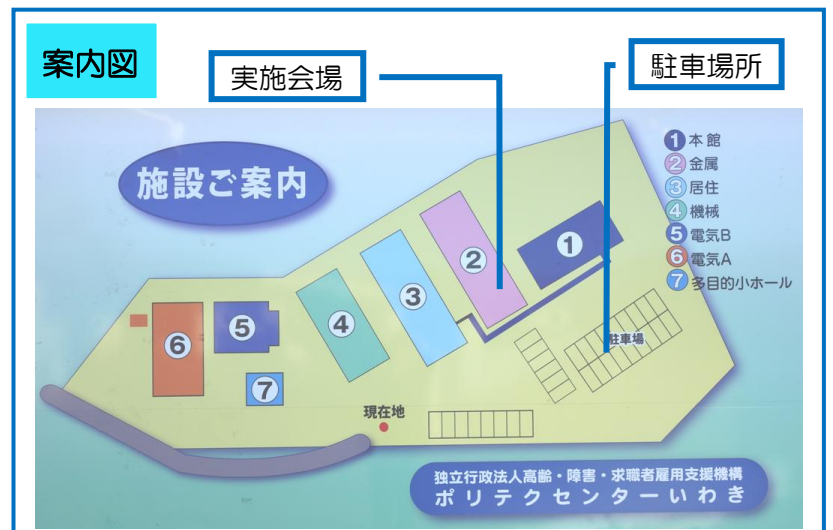 案内図
実施会場
駐車場所
施設ご案内
1 本館
2 金属
3 居住
4 機械
5 電気B
6 電気A
7 多目的小ホール
1
2
3
4
5
6
7
駐車場
現在地
独立行政法人高齢・障害・求職者雇用支援機構
ポリテクセンターいわき